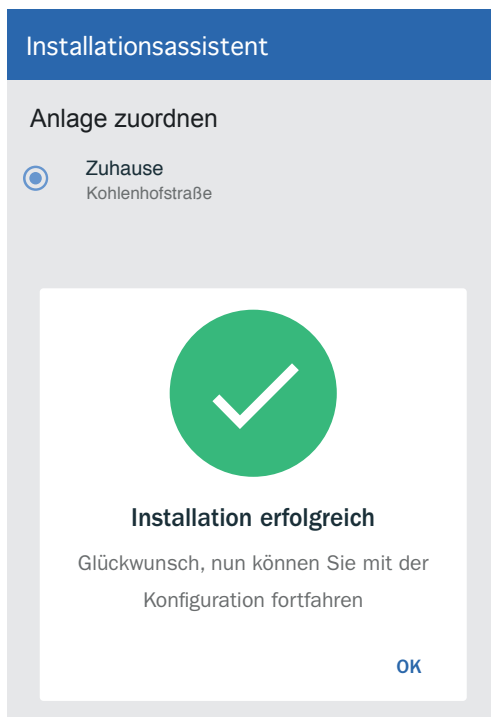 Installationsassistent
Anlage zuordnen
Zuhause
Kohlenhofstraße
Installation erfolgreich
Glückwunsch, nun können Sie mit der
Konfiguration fortfahren
OK